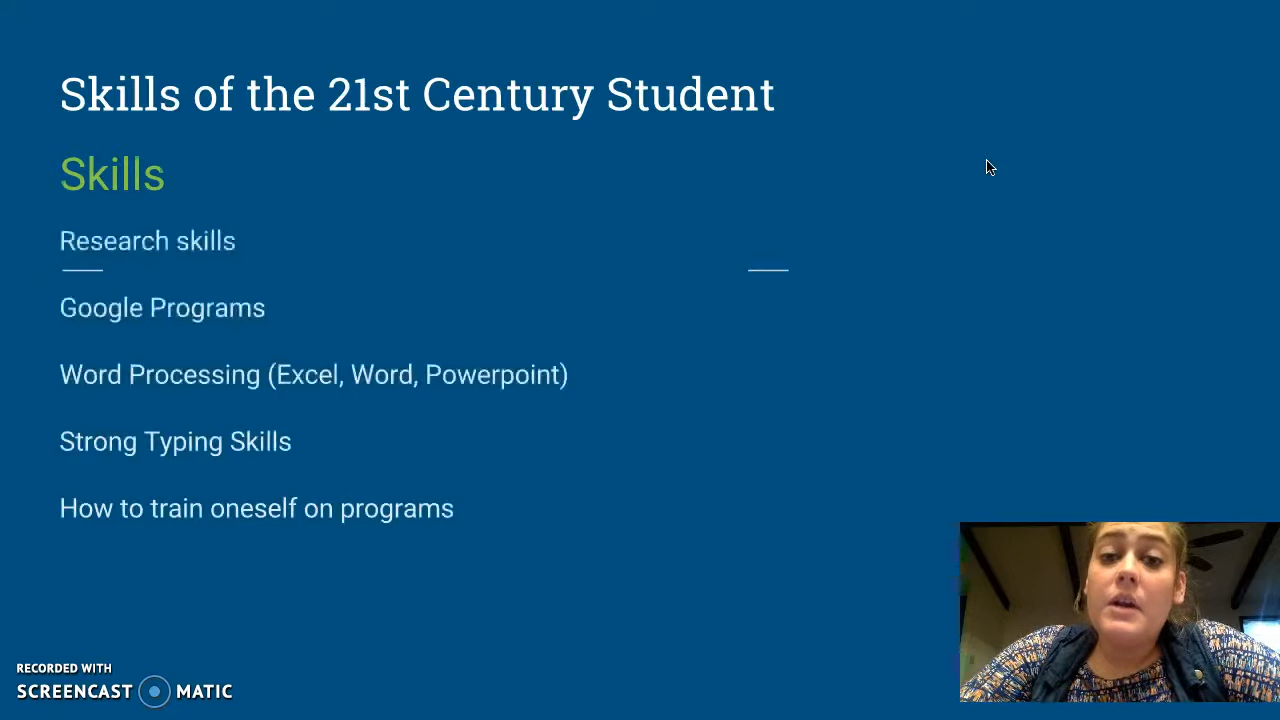 Skills of the 21st Century Student
Skills
Research skills
Google Programs
Word Processing (Excel, Word, Powerpoint)
Strong Typing Skills
How to train oneself on programs
RECORDED WITH
SCREENCAST MATIC